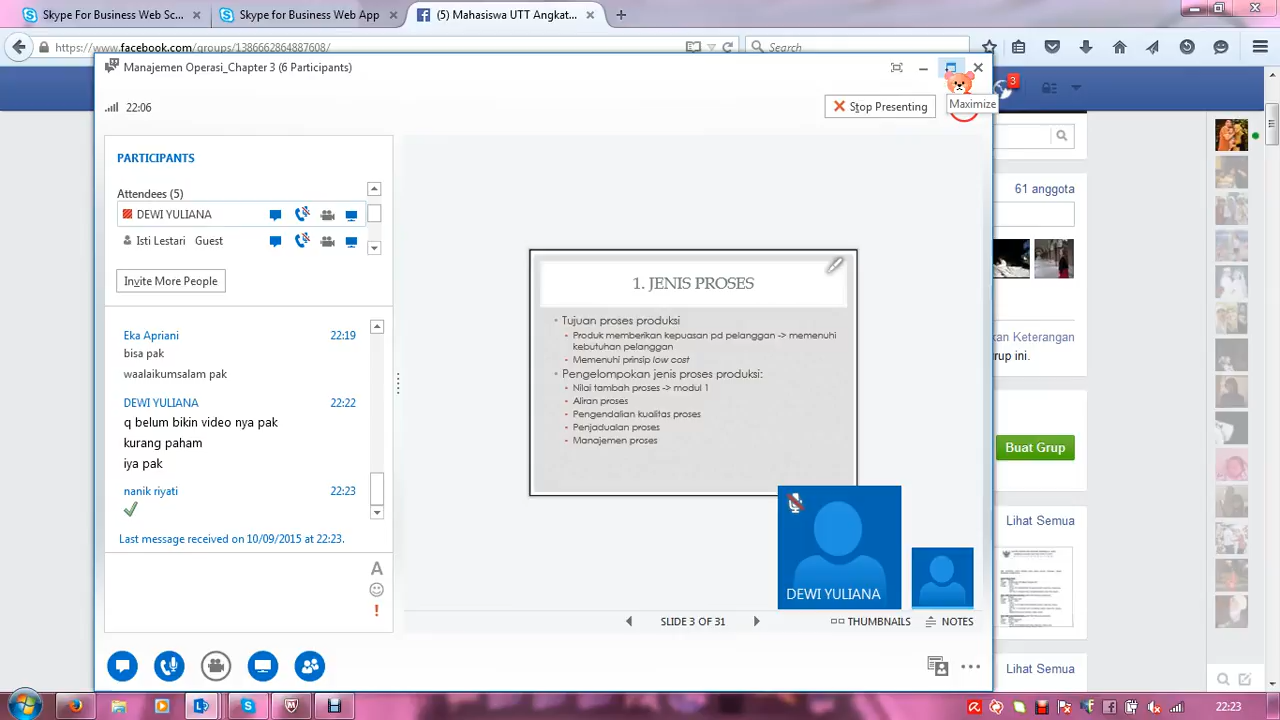 Skype For Business Web Sc...
Skype for Business Web App
(5) Mahasiswa UTT Angkat...
https://www.facebook.com/groups/1386662864887608/
Search
Manajemen Operasi_Chapter 3 (6 Participants)
22:06
Stop Presenting
Maximize
3
PARTICIPANTS
Attendees (5)
DEWI YULIANA
Isti Lestari Guest
Invite More People
Eka Apriani 22:19
bisa pak
waalaikumsalam pak
DEWI YULIANA 22:22
q belum bikin video nya pak
kurang paham
iya pak
nanik riyati 22:23
Last message received on 10/09/2015 at 22:23.
A
!
1. JENIS PROSES
• Tujuan proses produksi
- Produk memberikan kepuasan pd pelanggan -> memenuhi
kebutuhan pelanggan
- Memenuhi prinsip low cost
• Pengelompokan jenis proses produksi:
- Nilai tambah proses -> modul 1
- Aliran proses
- Pengendalian kualitas proses
- Penjadualan proses
- Manajemen proses
DEWI YULIANA
SLIDE 3 OF 31
THUMBNAILS
NOTES
61 anggota
kan Keterangan
rup ini.
Buat Grup
Lihat Semua
Lihat Semua
22:23